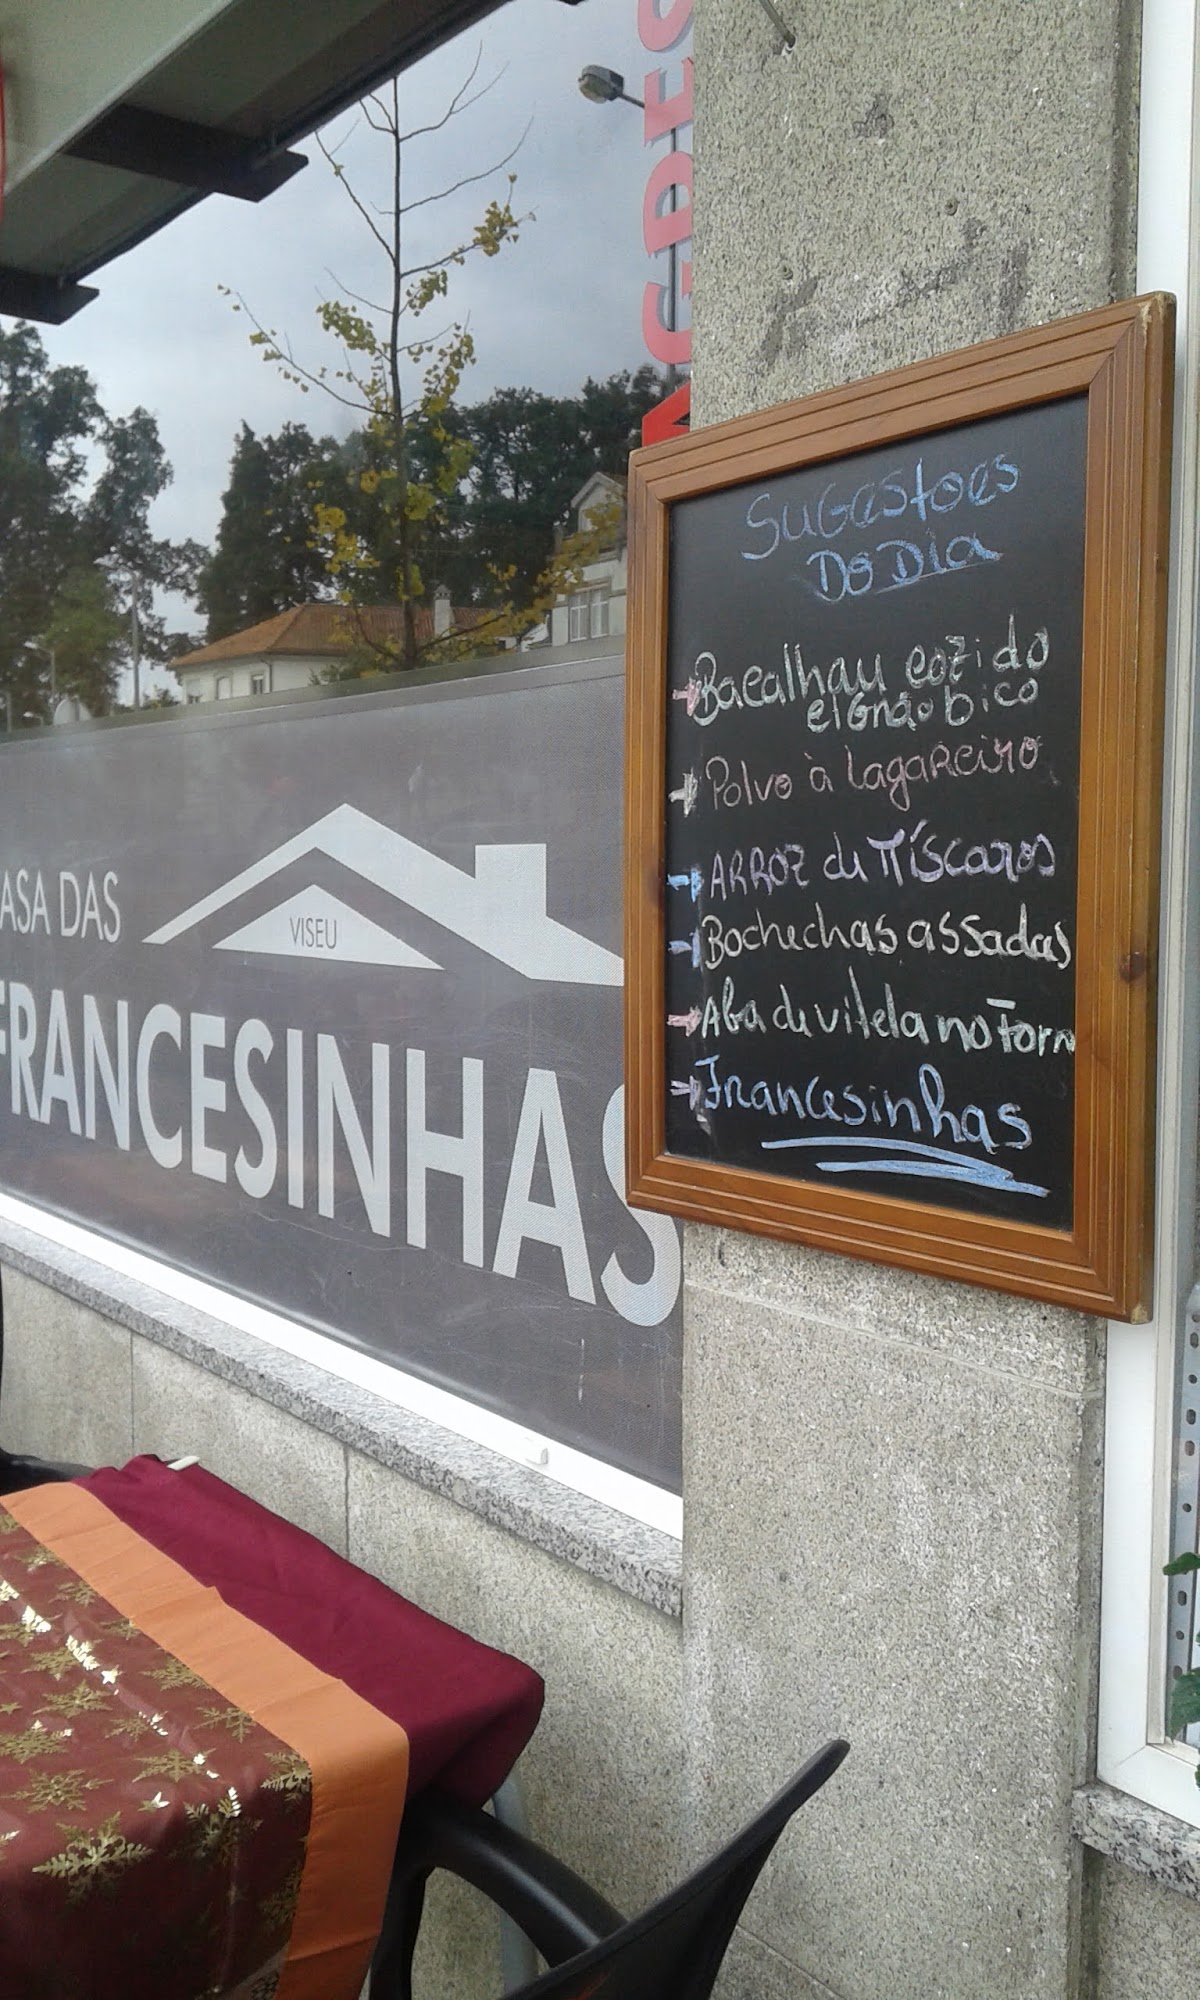 ASA DAS
VISEU
FRANCESINHAS
Sugestoes
Do Dia
Bacalhau cozido
c/ Grão bico
Polvo à lagareiro
ARROZ de Míscaros
Bochechas assadas
Aba de vitela no Forn
Francesinhas